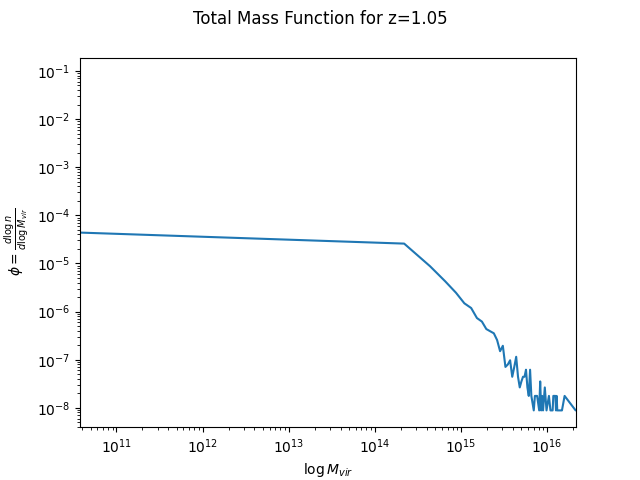 Total Mass Function for z=1.05
10⁻¹
10⁻²
10⁻³
10⁻⁴
10⁻⁵
10⁻⁶
10⁻⁷
10⁻⁸
ϕ = d log n / d log M_vir
10¹¹ 10¹² 10¹³ 10¹⁴ 10¹⁵ 10¹⁶
log M_vir